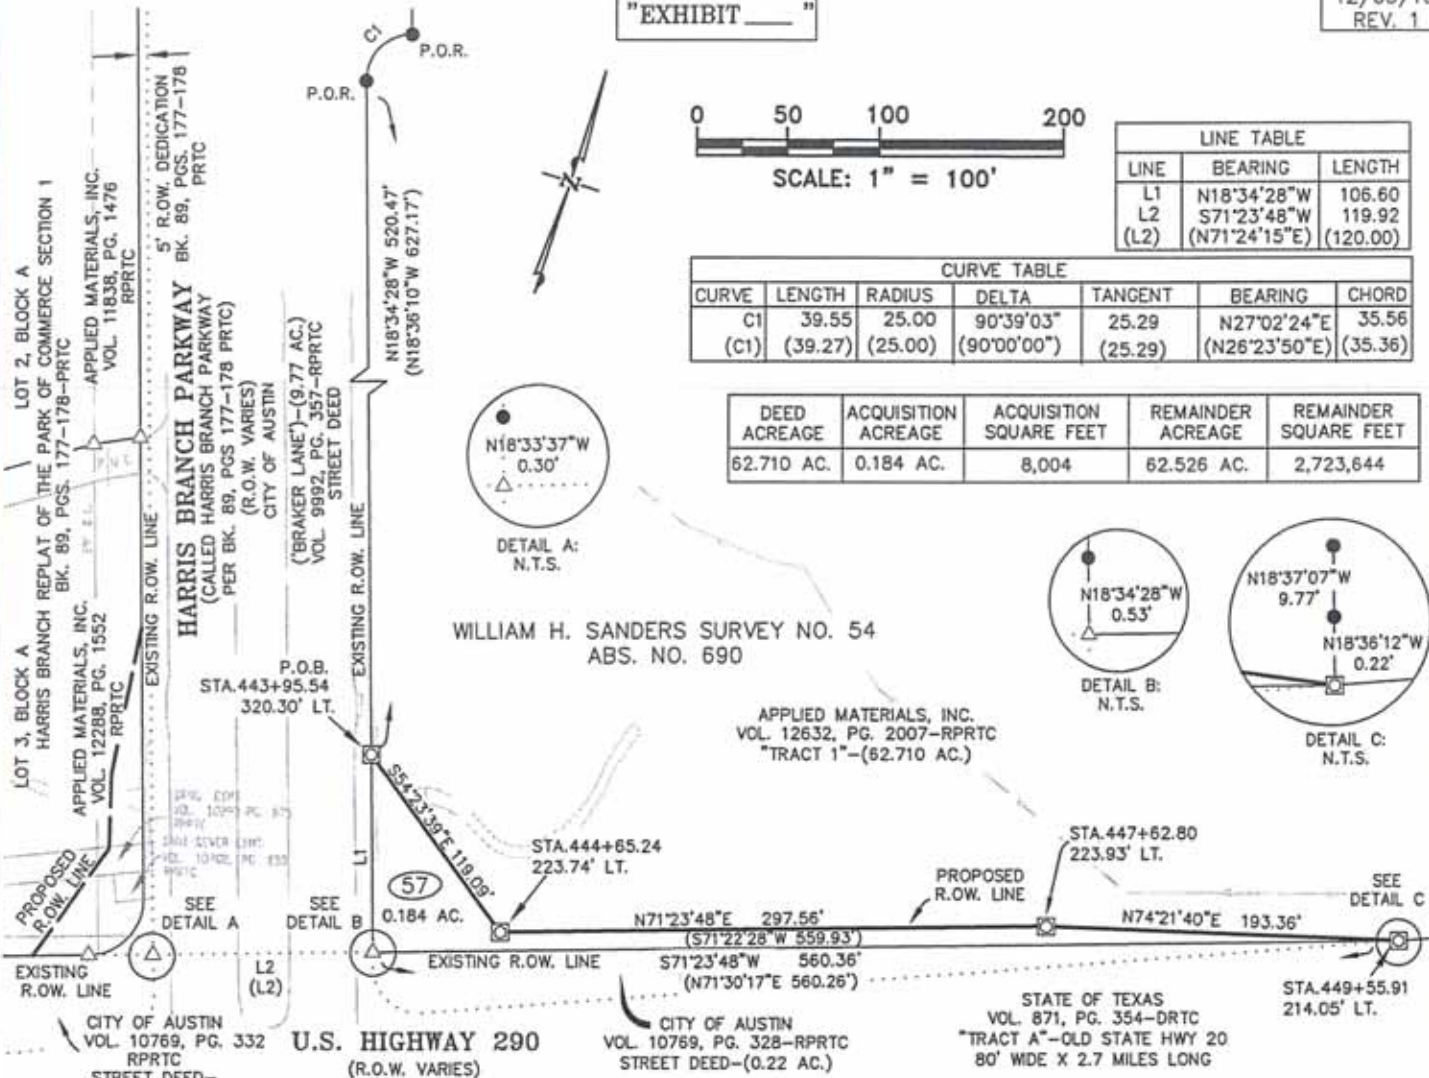 "EXHIBIT ____ "
REV. 1
C1
P.O.R.
P.O.R.
N18°34'28"W 520.47'
(N18°36'10"W 627.17')
N
0 50 100 200
SCALE: 1" = 100'
LINE TABLE
LINE BEARING LENGTH
L1 N18°34'28"W 106.60
L2 S71°23'48"W 119.92
(L2) (N71°24'15"E) (120.00)
CURVE TABLE
CURVE LENGTH RADIUS DELTA TANGENT BEARING CHORD
C1 39.55 25.00 90°39'03" 25.29 N27°02'24"E 35.56
(C1) (39.27) (25.00) (90°00'00") (25.29) (N26°23'50"E) (35.36)
DEED ACREAGE ACQUISITION ACREAGE ACQUISITION SQUARE FEET REMAINDER ACREAGE REMAINDER SQUARE FEET
62.710 AC. 0.184 AC. 8,004 62.526 AC. 2,723,644
LOT 2, BLOCK A
LOT 3, BLOCK A
HARRIS BRANCH REPLAT OF THE PARK OF COMMERCE SECTION 1
BK. 89, PGS. 177-178-PRTC
APPLIED MATERIALS, INC.
VOL. 11838, PG. 1476
RPRTC
APPLIED MATERIALS, INC.
VOL. 12288, PG. 1552
RPRTC
5' R.OW. DEDICATION
BK. 89, PGS. 177-178
PRTC
EXISTING R.OW. LINE
HARRIS BRANCH PARKWAY
(CALLED HARRIS BRANCH PARKWAY
PER BK. 89, PGS 177-178 PRTC)
(R.O.W. VARIES)
CITY OF AUSTIN
("BRAKER LANE")-(9.77 AC.)
VOL. 9992, PG. 357-RPRTC
STREET DEED
EXISTING R.OW. LINE
N18°33'37"W
0.30'
DETAIL A:
N.T.S.
N18°34'28"W
0.53'
DETAIL B:
N.T.S.
N18°37'07"W
9.77'
N18°36'12"W
0.22'
DETAIL C:
N.T.S.
WILLIAM H. SANDERS SURVEY NO. 54
ABS. NO. 690
P.O.B.
STA.443+95.54
320.30' LT.
APPLIED MATERIALS, INC.
VOL. 12632, PG. 2007-RPRTC
"TRACT 1"-(62.710 AC.)
S54°23'39"E 119.09'
L1
57
0.184 AC.
STA.444+65.24
223.74' LT.
STA.447+62.80
223.93' LT.
PROPOSED
R.OW. LINE
PROPOSED
R.OW. LINE
SEE
DETAIL A
SEE
DETAIL B
SEE
DETAIL C
N71°23'48"E 297.56'
(S71°22'28"W 559.93')
N74°21'40"E 193.36'
EXISTING R.OW. LINE
S71°23'48"W 560.36'
(N71°30'17"E 560.26')
EXISTING
R.OW. LINE
L2
(L2)
STA.449+55.91
214.05' LT.
CITY OF AUSTIN
VOL. 10769, PG. 332
RPRTC
STREET DEED-
U.S. HIGHWAY 290
(R.O.W. VARIES)
CITY OF AUSTIN
VOL. 10769, PG. 328-RPRTC
STREET DEED-(0.22 AC.)
STATE OF TEXAS
VOL. 871, PG. 354-DRTC
"TRACT A"-OLD STATE HWY 20
80' WIDE X 2.7 MILES LONG